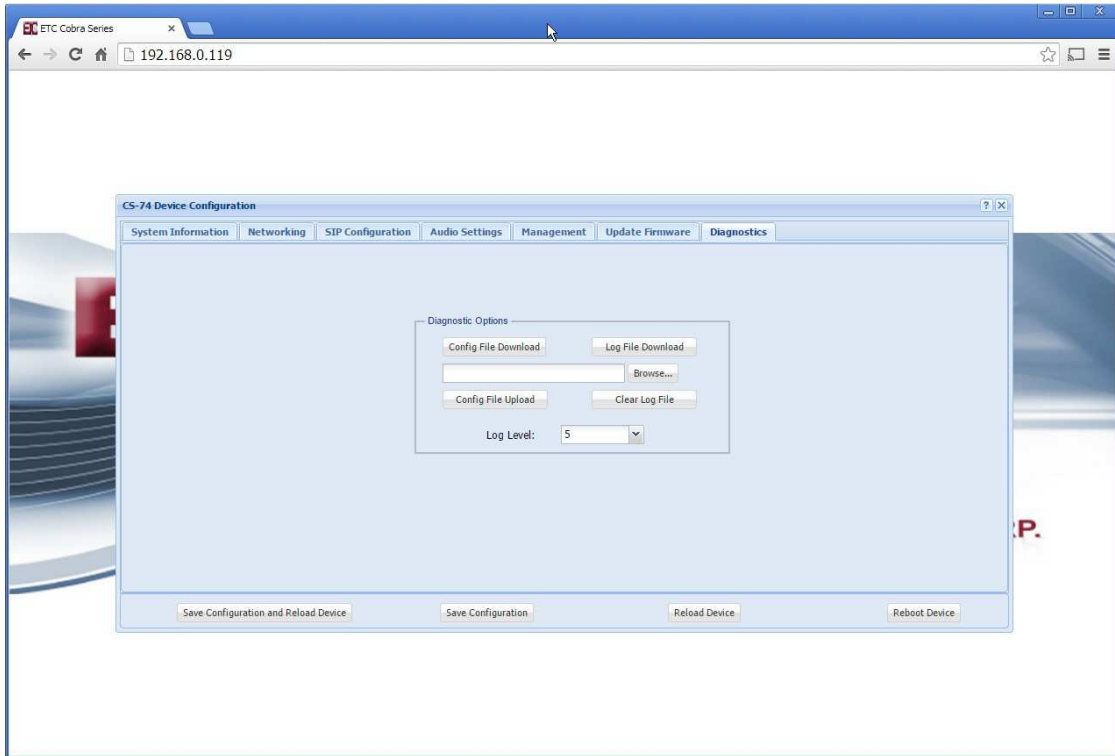 ETC Cobra Series
192.168.0.119
CS-74 Device Configuration
System Information Networking SIP Configuration Audio Settings Management Update Firmware Diagnostics
Diagnostic Options
Config File Download Log File Download
Browse...
Config File Upload Clear Log File
Log Level: 5
RP.
Save Configuration and Reload Device Save Configuration Reload Device Reboot Device